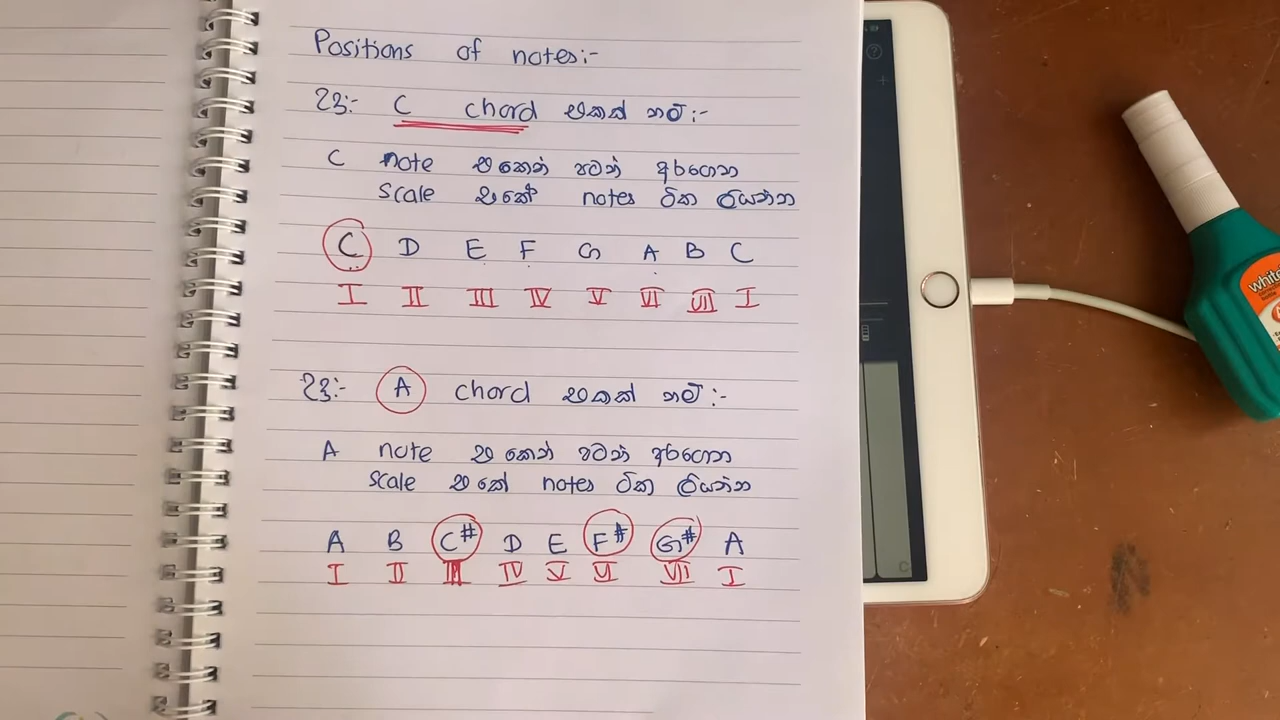 Positions of notes:-
උදා:- C chord එකක් නම්:-
C note එකෙන් පටන් අරගෙන
Scale එකේ notes ටික ලියන්න
C D E F G A B C
I II III IV V VI VII I
උදා:- A chord එකක් නම්:-
A note එකෙන් පටන් අරගෙන
Scale එකේ notes ටික ලියන්න
A B C# D E F# G# A
I II III IV V VI VII I
white